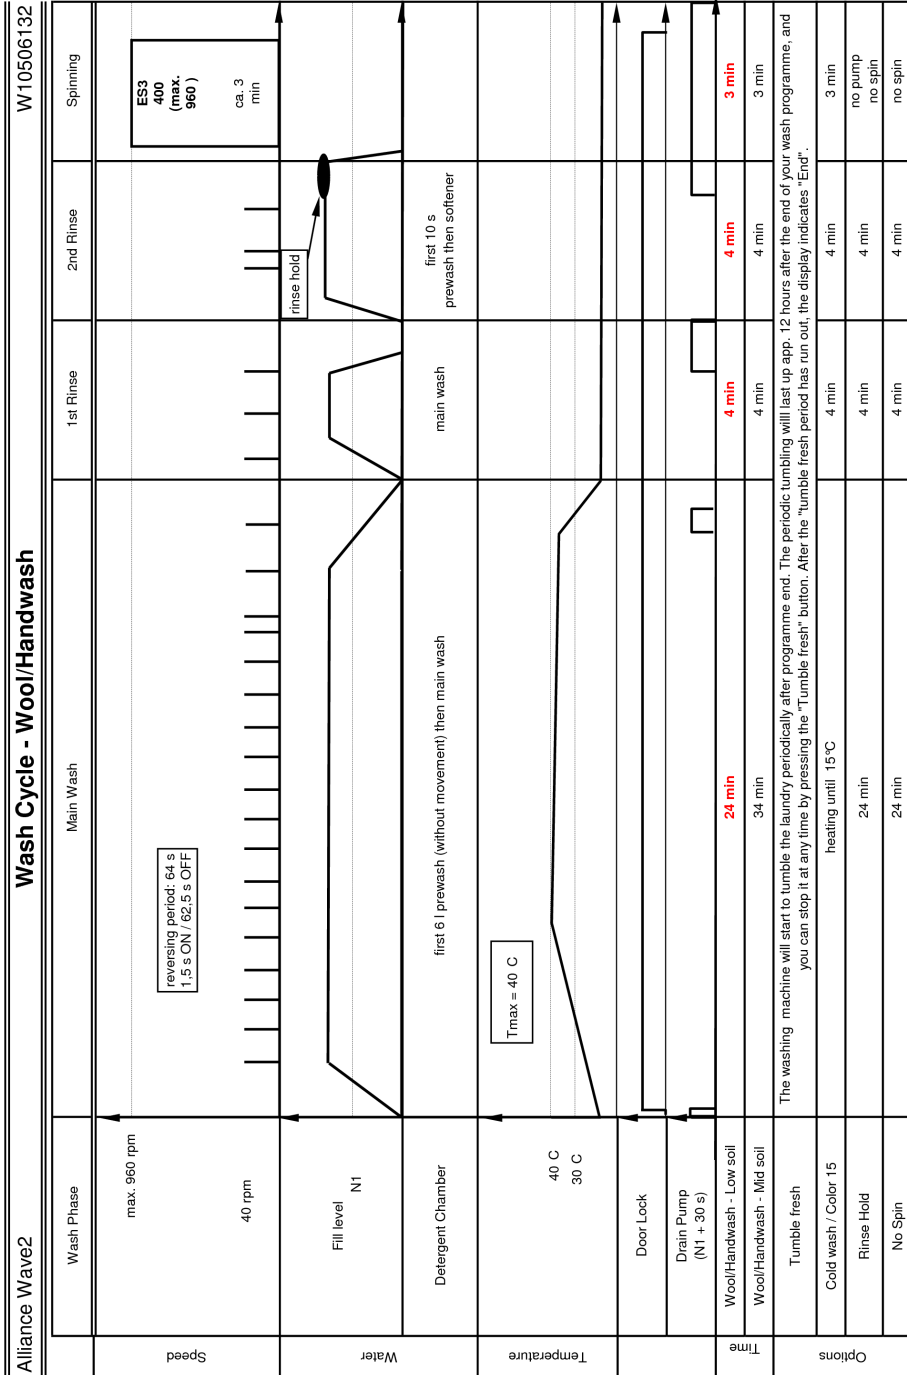 Alliance Wave2
Wash Cycle - Wool/Handwash
W10506132
Wash Phase
Main Wash
1st Rinse
2nd Rinse
Spinning
Speed
max. 960 rpm
40 rpm
reversing period: 64 s
1,5 s ON / 62,5 s OFF
ES3
400
(max.
960 )
ca. 3
min
Water
Fill level
N1
rinse hold
Detergent Chamber
first 6 l prewash (without movement) then main wash
main wash
first 10 s
prewash then softener
Temperature
40 C
30 C
Tmax = 40 C
Door Lock
Drain Pump
(N1 + 30 s)
Time
Wool/Handwash - Low soil
24 min
4 min
4 min
3 min
Wool/Handwash - Mid soil
34 min
4 min
4 min
3 min
Options
Tumble fresh
The washing machine will start to tumble the laundry periodically after programme end. The periodic tumbling willl last up app. 12 hours after the end of your wash programme, and
you can stop it at any time by pressing the "Tumble fresh" button. After the "tumble fresh period has run out, the display indicates "End".
Cold wash / Color 15
heating until 15°C
4 min
4 min
3 min
Rinse Hold
24 min
4 min
4 min
no pump
no spin
No Spin
24 min
4 min
4 min
no spin